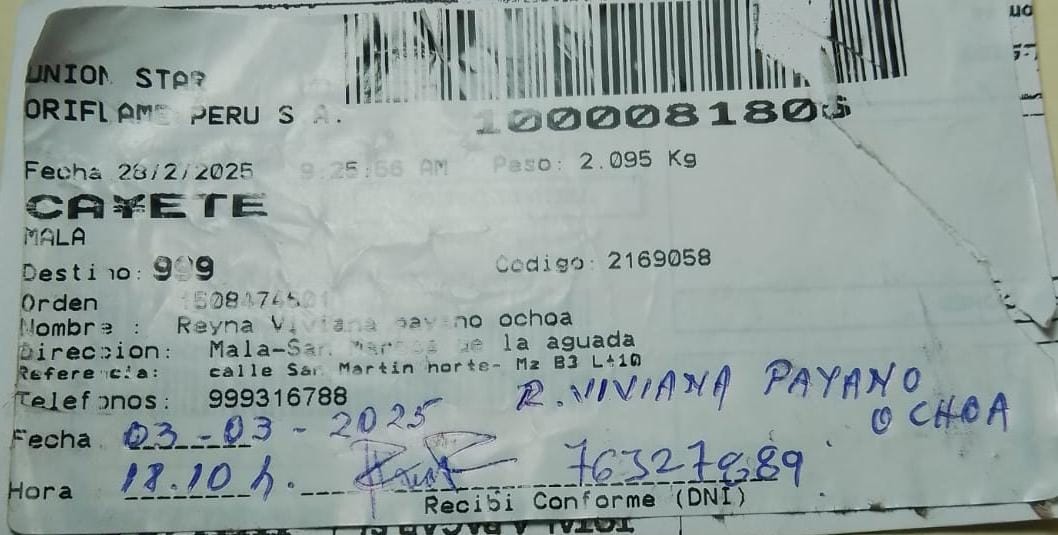 UNION STAR
ORIFLAME PERU S A.
100008180
Fecha 28/2/2025 9:25:56 AM Peso: 2.095 Kg
CAÑETE
MALA
Destino: 999 Codigo: 2169058
Orden
Nombre : Reyna Viviana payano ochoa
Direccion: Mala-San Marcos de la aguada
Referencia: calle San Martin norte- Mz B3 Lt10
Telefonos: 999316788
R. VIVIANA PAYANO
OCHOA
Fecha 03-03-2025
Hora 18.10 h. 76327889
Recibi Conforme (DNI)